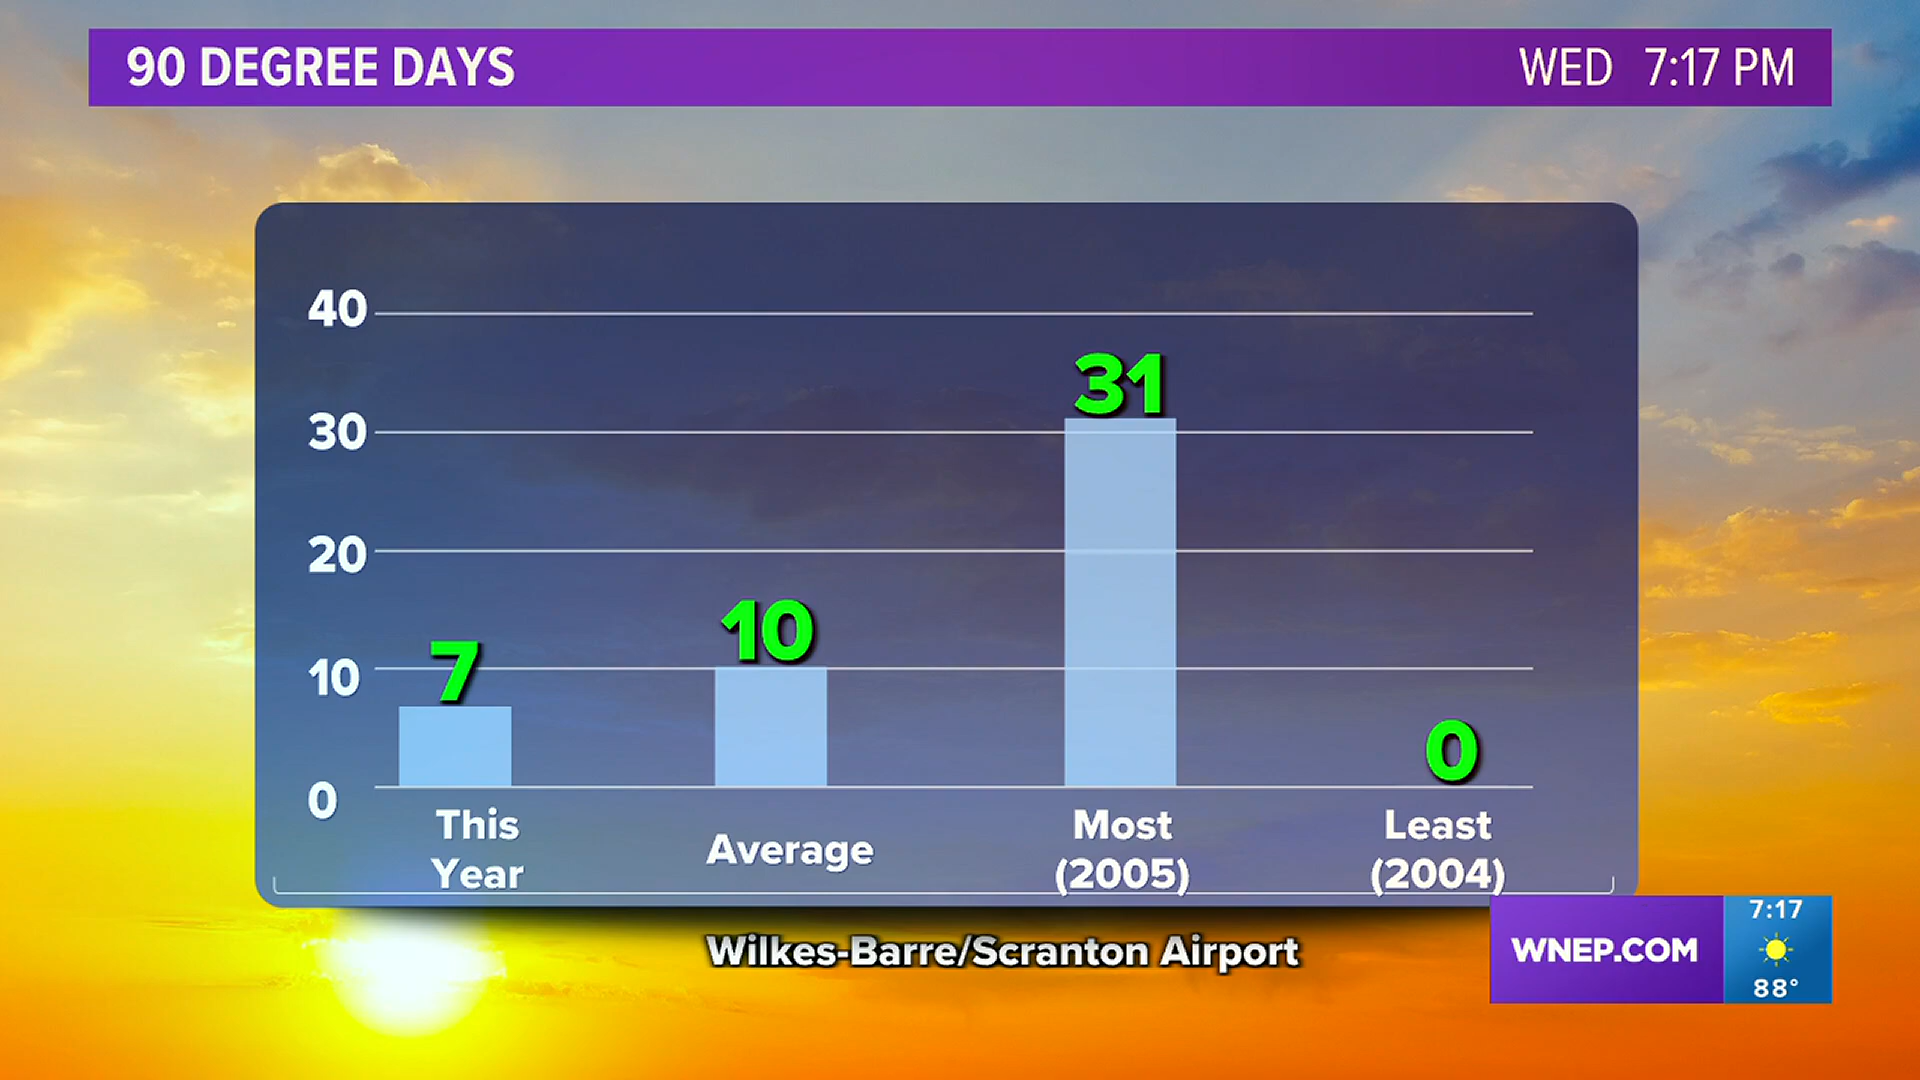 90 DEGREE DAYS
WED 7:17 PM
40
30
20
10
0
7
10
31
0
This
Year
Average
Most
(2005)
Least
(2004)
Wilkes-Barre/Scranton Airport
WNEP.COM
7:17
88°